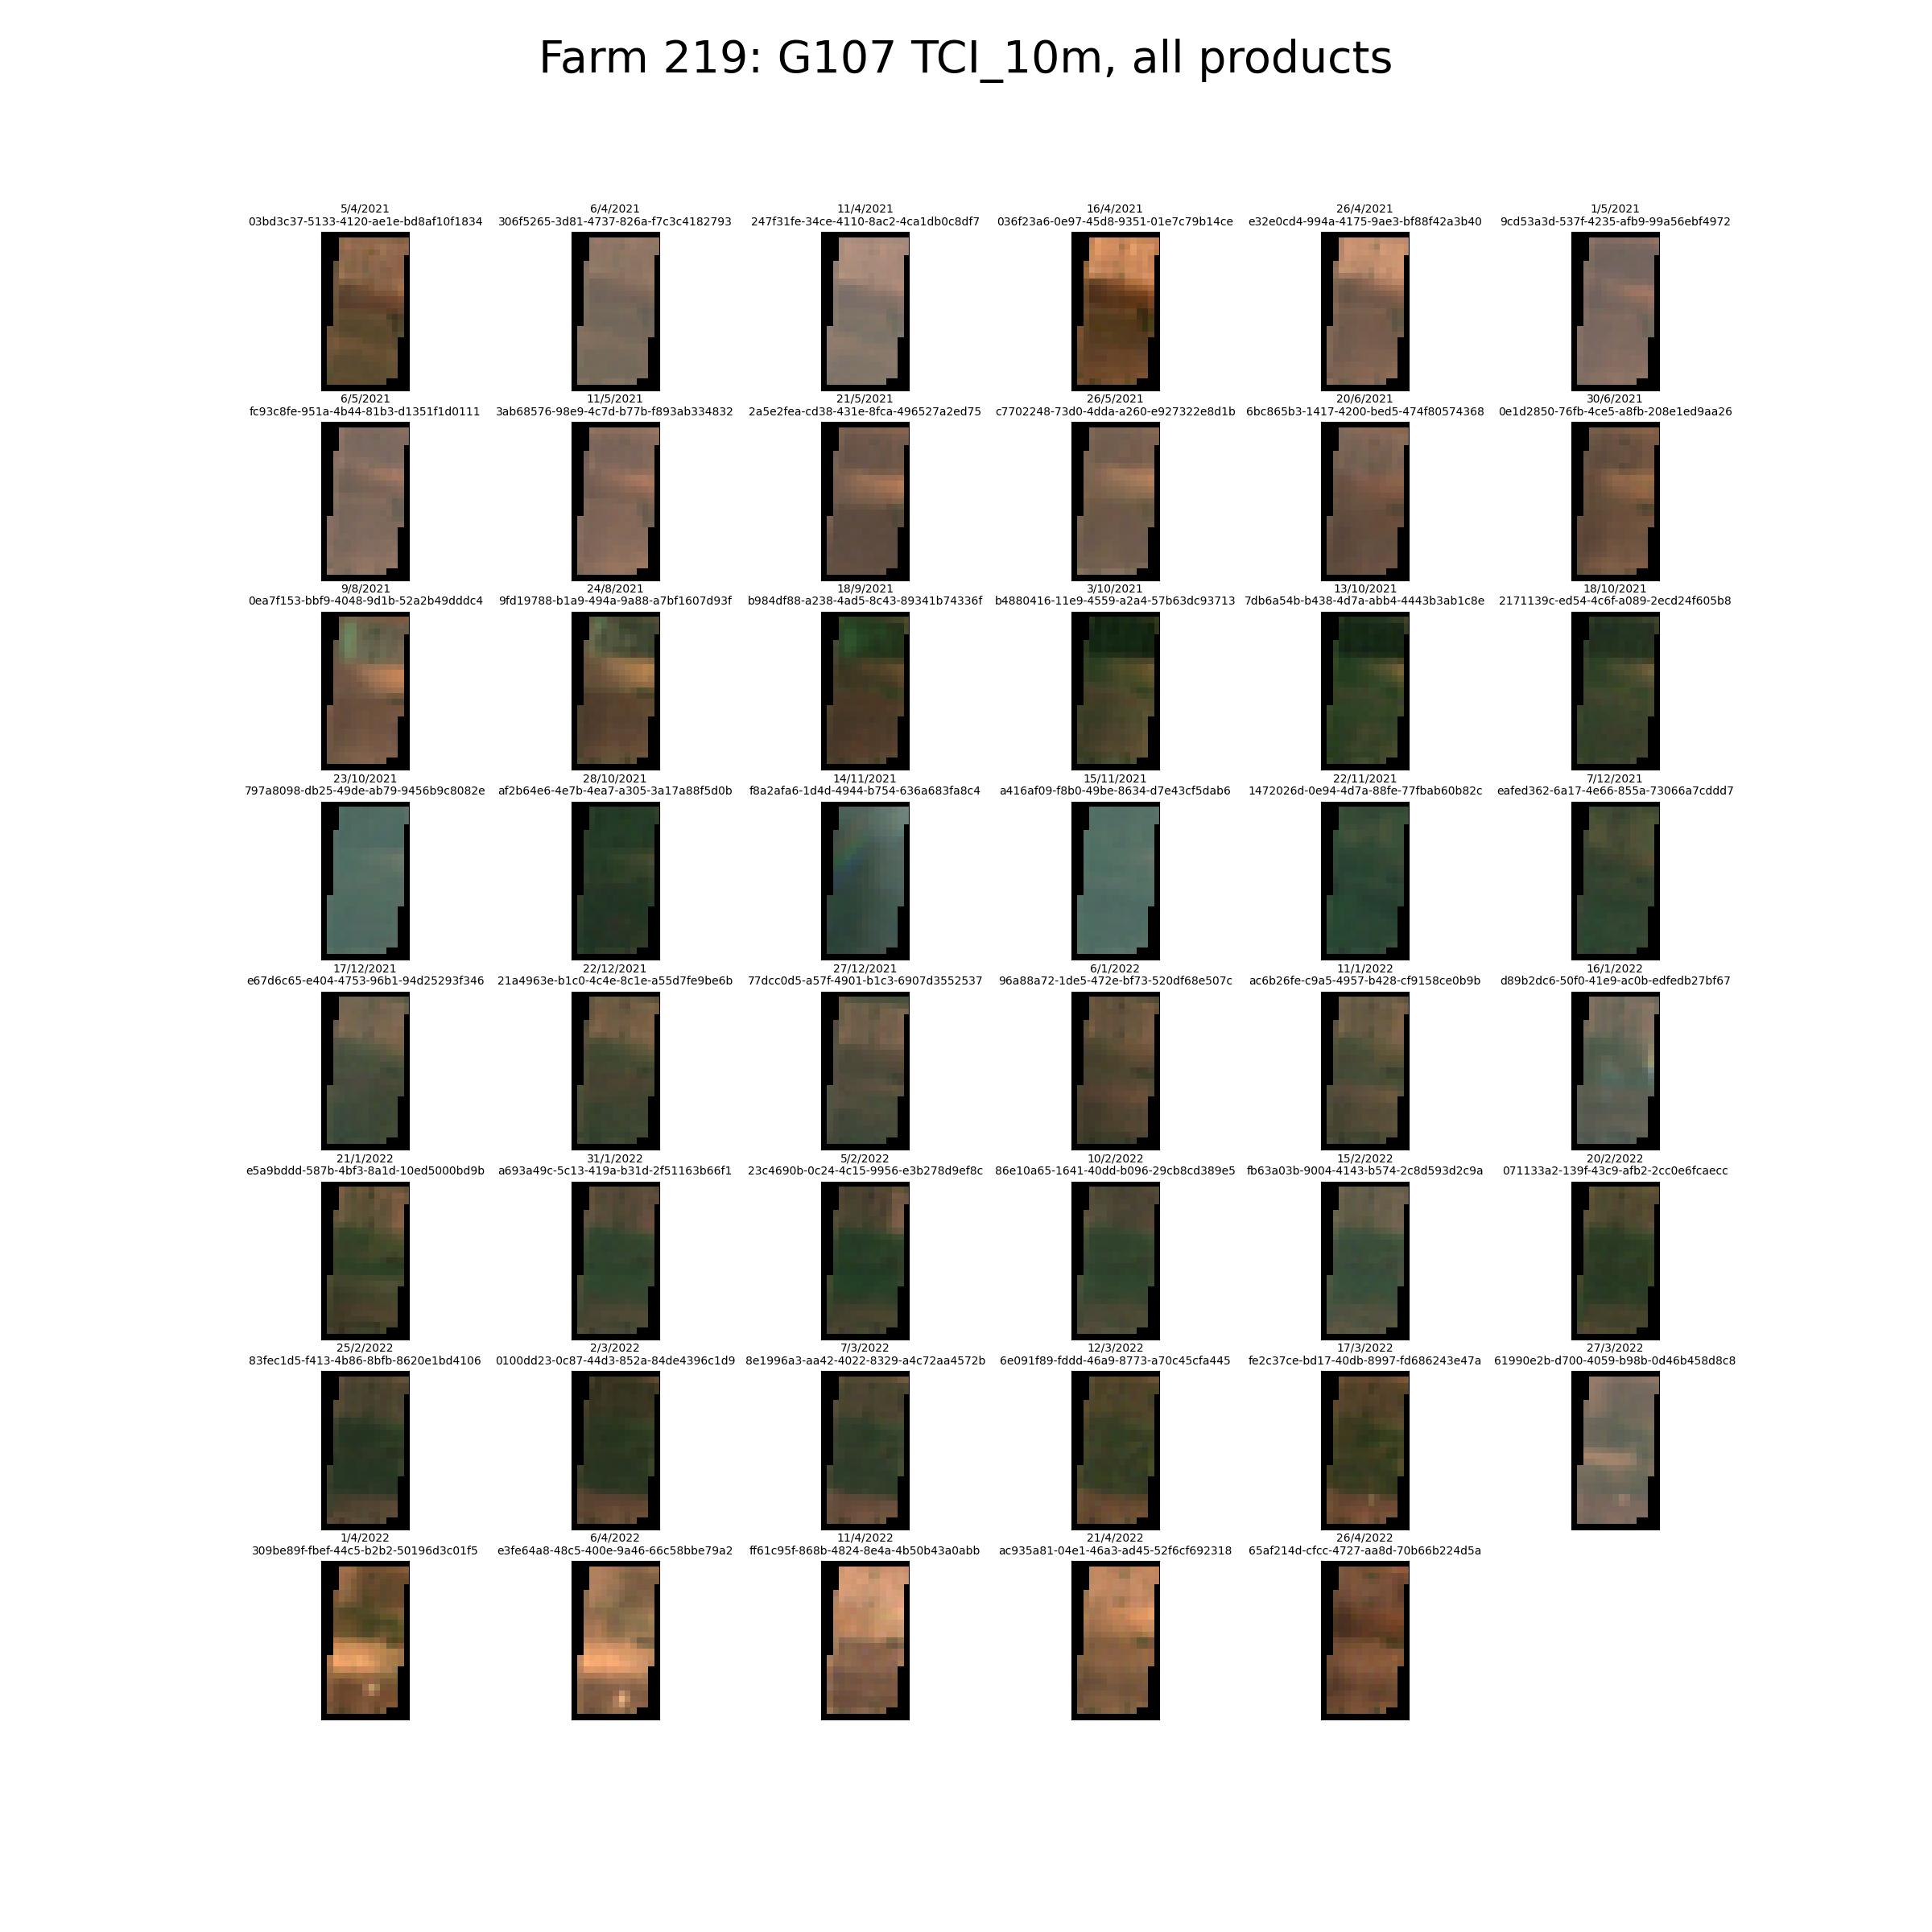 Farm 219: G107 TCI_10m, all products
5/4/2021 6/4/2021 11/4/2021 16/4/2021 26/4/2021 1/5/2021
03bd3c37-5133-4120-ae1e-bd8af10f1834 306f5265-3d81-4737-826a-f7c3c4182793 247f31fe-34ce-4110-8ac2-4ca1db0c8df7 036f23a6-0e97-45d8-9351-01e7c79b14ce e32e0cd4-994a-4175-9ae3-bf88f42a3b40 9cd53a3d-537f-4235-afb9-99a56ebf4972
6/5/2021 11/5/2021 21/5/2021 26/5/2021 20/6/2021 30/6/2021
fc93c8fe-951a-4b44-81b3-d1351f1d0111 3ab68576-98e9-4c7d-b77b-f893ab334832 2a5e2fea-cd38-431e-8fca-496527a2ed75 c7702248-73d0-4dda-a260-e927322e8d1b 6bc865b3-1417-4200-bed5-474f80574368 0e1d2850-76fb-4ce5-a8fb-208e1ed9aa26
9/8/2021 24/8/2021 18/9/2021 3/10/2021 13/10/2021 18/10/2021
0ea7f153-bbf9-4048-9d1b-52a2b49dddc4 9fd19788-b1a9-494a-9a88-a7bf1607d93f b984df88-a238-4ad5-8c43-89341b74336f b4880416-11e9-4559-a2a4-57b63dc93713 7db6a54b-b438-4d7a-abb4-4443b3ab1c8e 2171139c-ed54-4c6f-a089-2ecd24f605b8
23/10/2021 28/10/2021 14/11/2021 15/11/2021 22/11/2021 7/12/2021
797a8098-db25-49de-ab79-9456b9c8082e af2b64e6-4e7b-4ea7-a305-3a17a88f5d0b f8a2afa6-1d4d-4944-b754-636a683fa8c4 a416af09-f8b0-49be-8634-d7e43cf5dab6 1472026d-0e94-4d7a-88fe-77fbab60b82c eafed362-6a17-4e66-855a-73066a7cddd7
17/12/2021 22/12/2021 27/12/2021 6/1/2022 11/1/2022 16/1/2022
e67d6c65-e404-4753-96b1-94d25293f346 21a4963e-b1c0-4c4e-8c1e-a55d7fe9be6b 77dcc0d5-a57f-4901-b1c3-6907d3552537 96a88a72-1de5-472e-bf73-520df68e507c ac6b26fe-c9a5-4957-b428-cf9158ce0b9b d89b2dc6-50f0-41e9-ac0b-edfedb27bf67
21/1/2022 31/1/2022 5/2/2022 10/2/2022 15/2/2022 20/2/2022
e5a9bddd-587b-4bf3-8a1d-10ed5000bd9b a693a49c-5c13-419a-b31d-2f51163b66f1 23c4690b-0c24-4c15-9956-e3b278d9ef8c 86e10a65-1641-40dd-b096-29cb8cd389e5 fb63a03b-9004-4143-b574-2c8d593d2c9a 071133a2-139f-43c9-afb2-2cc0e6fcaecc
25/2/2022 2/3/2022 7/3/2022 12/3/2022 17/3/2022 27/3/2022
83fec1d5-f413-4b86-8bfb-8620e1bd4106 0100dd23-0c87-44d3-852a-84de4396c1d9 8e1996a3-aa42-4022-8329-a4c72aa4572b 6e091f89-fddd-46a9-8773-a70c45cfa445 fe2c37ce-bd17-40db-8997-fd686243e47a 61990e2b-d700-4059-b98b-0d46b458d8c8
1/4/2022 6/4/2022 11/4/2022 21/4/2022 26/4/2022
309be89f-fbef-44c5-b2b2-50196d3c01f5 e3fe64a8-48c5-400e-9a46-66c58bbe79a2 ff61c95f-868b-4824-8e4a-4b50b43a0abb ac935a81-04e1-46a3-ad45-52f6cf692318 65af214d-cfcc-4727-aa8d-70b66b224d5a